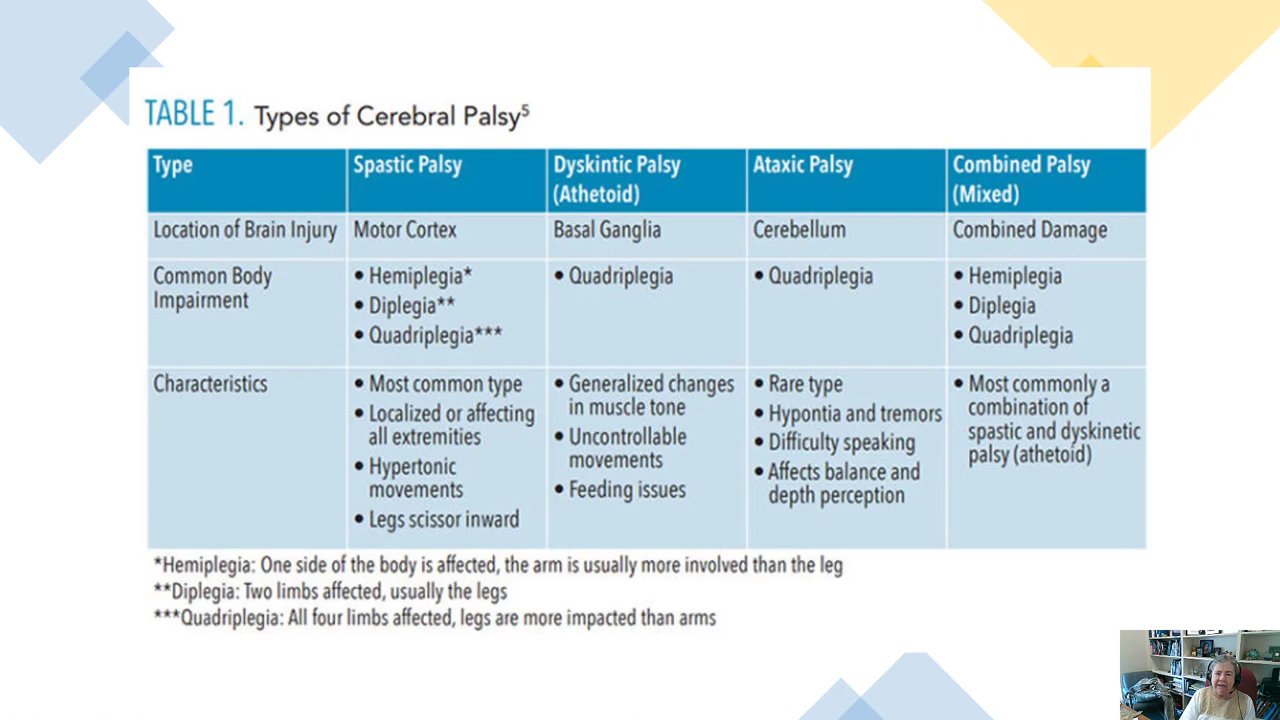 TABLE 1. Types of Cerebral Palsy5
Type
Spastic Palsy
Dyskintic Palsy
(Athetoid)
Ataxic Palsy
Combined Palsy
(Mixed)
Location of Brain Injury
Motor Cortex
Basal Ganglia
Cerebellum
Combined Damage
Common Body
Impairment
• Hemiplegia*
• Diplegia**
• Quadriplegia***
• Quadriplegia
• Quadriplegia
• Hemiplegia
• Diplegia
• Quadriplegia
Characteristics
• Most common type
• Localized or affecting
all extremities
• Hypertonic
movements
• Legs scissor inward
• Generalized changes
in muscle tone
• Uncontrollable
movements
• Feeding issues
• Rare type
• Hypontia and tremors
• Difficulty speaking
• Affects balance and
depth perception
• Most commonly a
combination of
spastic and dyskinetic
palsy (athetoid)
*Hemiplegia: One side of the body is affected, the arm is usually more involved than the leg
**Diplegia: Two limbs affected, usually the legs
***Quadriplegia: All four limbs affected, legs are more impacted than arms